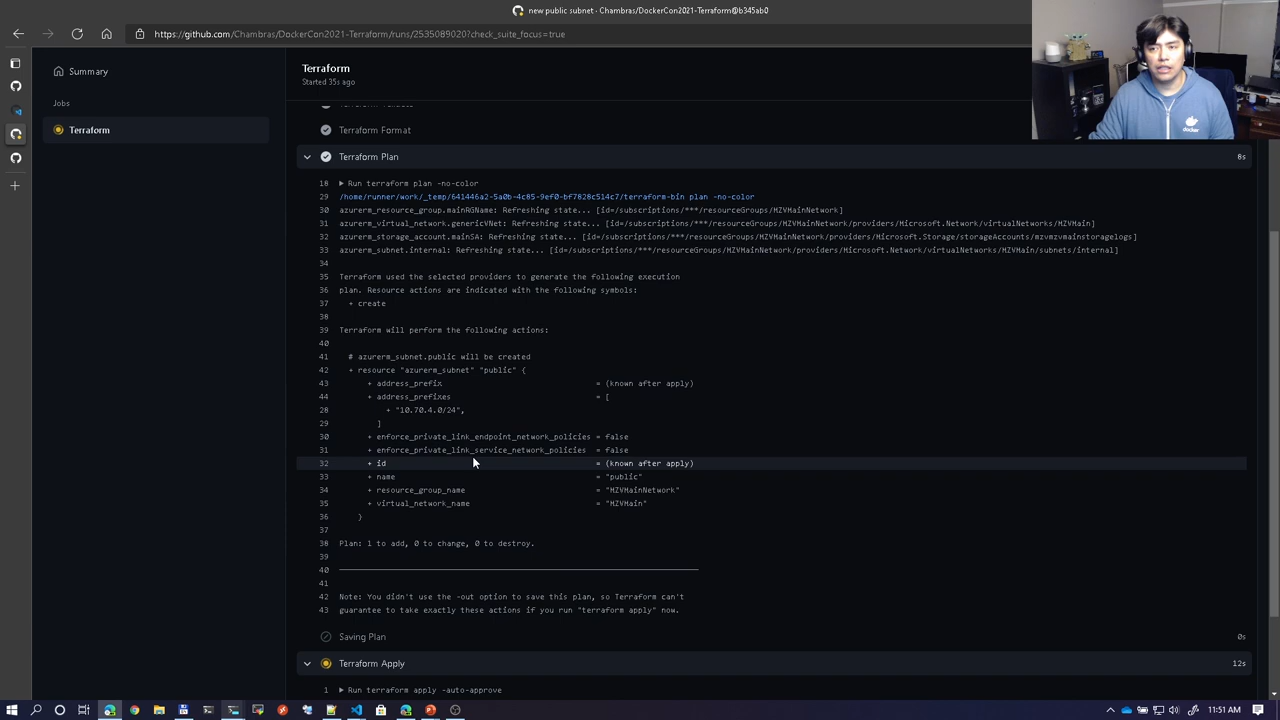 new public subnet · Chambras/DockerCon2021-Terraform@b345ab0
https://github.com/Chambras/DockerCon2021-Terraform/runs/2535089020?check_suite_focus=true
Summary
Jobs
Terraform
Terraform
Started 35s ago
Terraform Format
Terraform Plan
8s
18 Run terraform plan -no-color
29 /home/runner/work/_temp/641446a2-5a0b-4c85-9ef0-bf7828c514c7/terraform-bin plan -no-color
30 azurerm_resource_group.mainRGName: Refreshing state... [id=/subscriptions/***/resourceGroups/MZVMainNetwork]
31 azurerm_virtual_network.genericVNet: Refreshing state... [id=/subscriptions/***/resourceGroups/MZVMainNetwork/providers/Microsoft.Network/virtualNetworks/MZVMain]
32 azurerm_storage_account.mainSA: Refreshing state... [id=/subscriptions/***/resourceGroups/MZVMainNetwork/providers/Microsoft.Storage/storageAccounts/mzvmzvmainstoragelogs]
33 azurerm_subnet.internal: Refreshing state... [id=/subscriptions/***/resourceGroups/MZVMainNetwork/providers/Microsoft.Network/virtualNetworks/MZVMain/subnets/internal]
34
35 Terraform used the selected providers to generate the following execution
36 plan. Resource actions are indicated with the following symbols:
37 + create
38
39 Terraform will perform the following actions:
40
41 # azurerm_subnet.public will be created
42 + resource "azurerm_subnet" "public" {
43 + address_prefix = (known after apply)
44 + address_prefixes = [
28 + "10.70.4.0/24",
29 ]
30 + enforce_private_link_endpoint_network_policies = false
31 + enforce_private_link_service_network_policies = false
32 + id = (known after apply)
33 + name = "public"
34 + resource_group_name = "MZVMainNetwork"
35 + virtual_network_name = "MZVMain"
36 }
37
38 Plan: 1 to add, 0 to change, 0 to destroy.
39
40
41
42 Note: You didn't use the -out option to save this plan, so Terraform can't
43 guarantee to take exactly these actions if you run "terraform apply" now.
Saving Plan
0s
Terraform Apply
12s
1 Run terraform apply -auto-approve
docker
11:51 AM